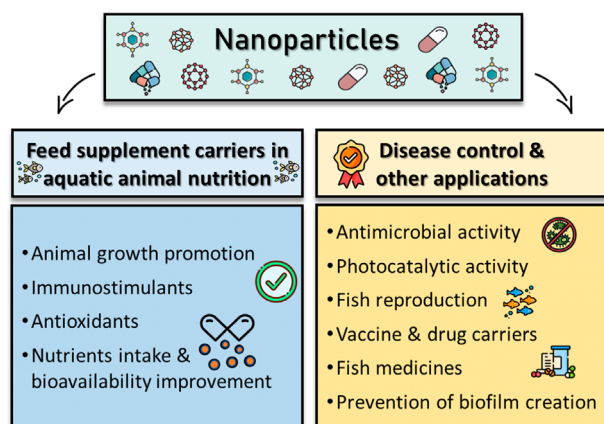 Nanoparticles
Feed supplement carriers in
aquatic animal nutrition
Disease control &
other applications
•Animal growth promotion
•Immunostimulants
•Antioxidants
•Nutrients intake &
bioavailability improvement
•Antimicrobial activity
•Photocatalytic activity
•Fish reproduction
•Vaccine & drug carriers
•Fish medicines
•Prevention of biofilm creation